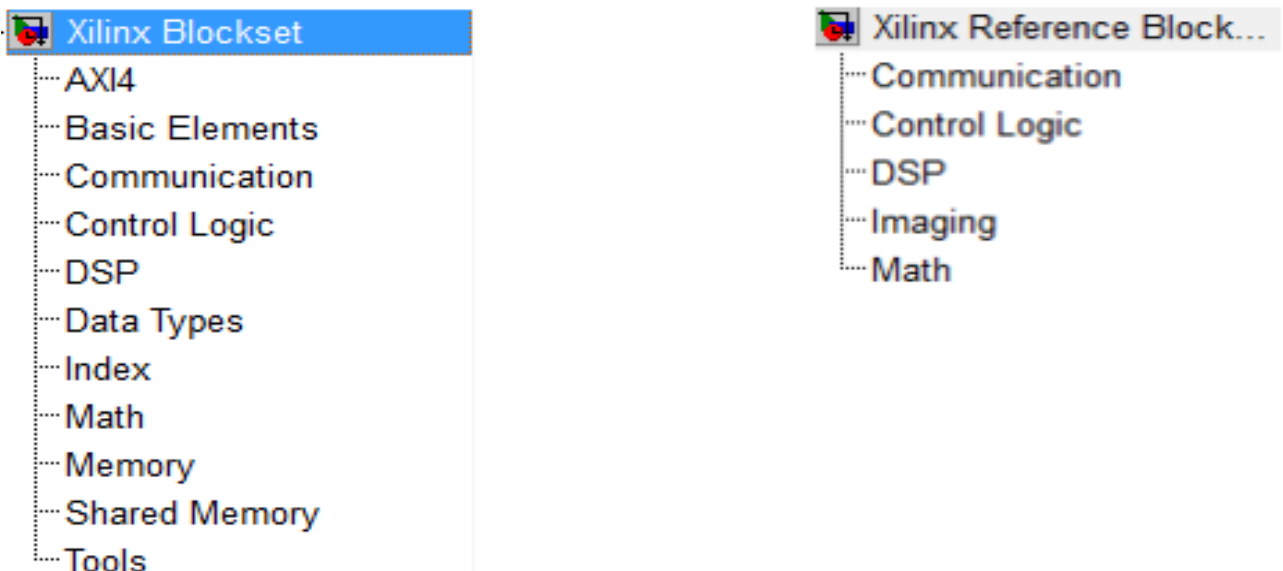 Xilinx Blockset
AXI4
Basic Elements
Communication
Control Logic
DSP
Data Types
Index
Math
Memory
Shared Memory
Tools
Xilinx Reference Block...
Communication
Control Logic
DSP
Imaging
Math